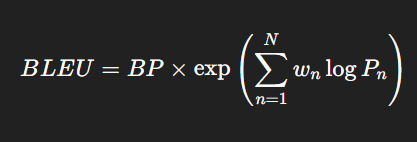 BLEU = BP × exp ( ∑_{n=1}^{N} w_n log P_n )